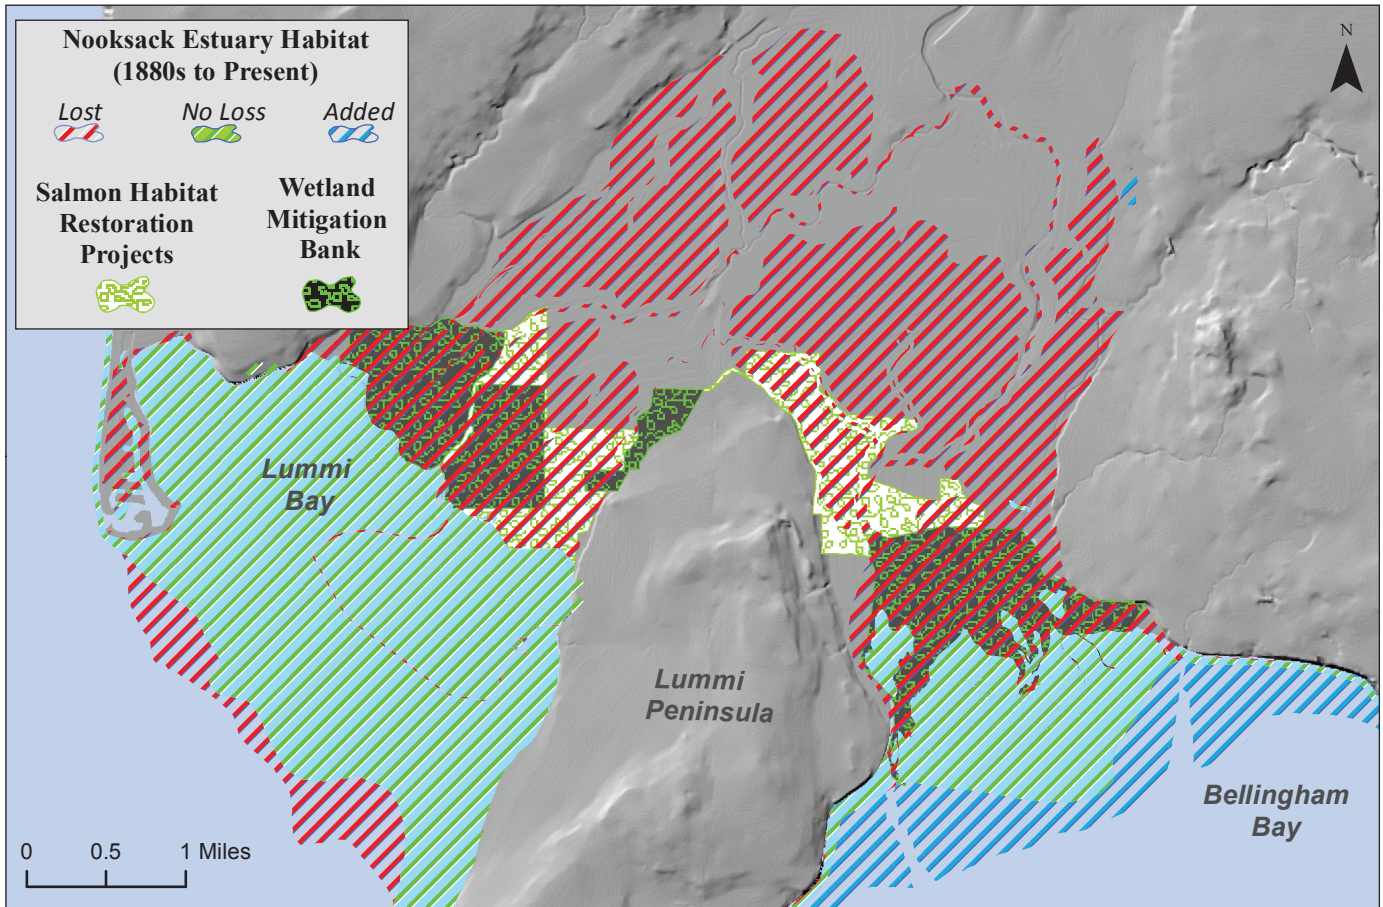 Nooksack Estuary Habitat
(1880s to Present)
Lost No Loss Added
Salmon Habitat
Restoration
Projects
Wetland
Mitigation
Bank
N
Lummi
Bay
Lummi
Peninsula
Bellingham
Bay
0 0.5 1 Miles